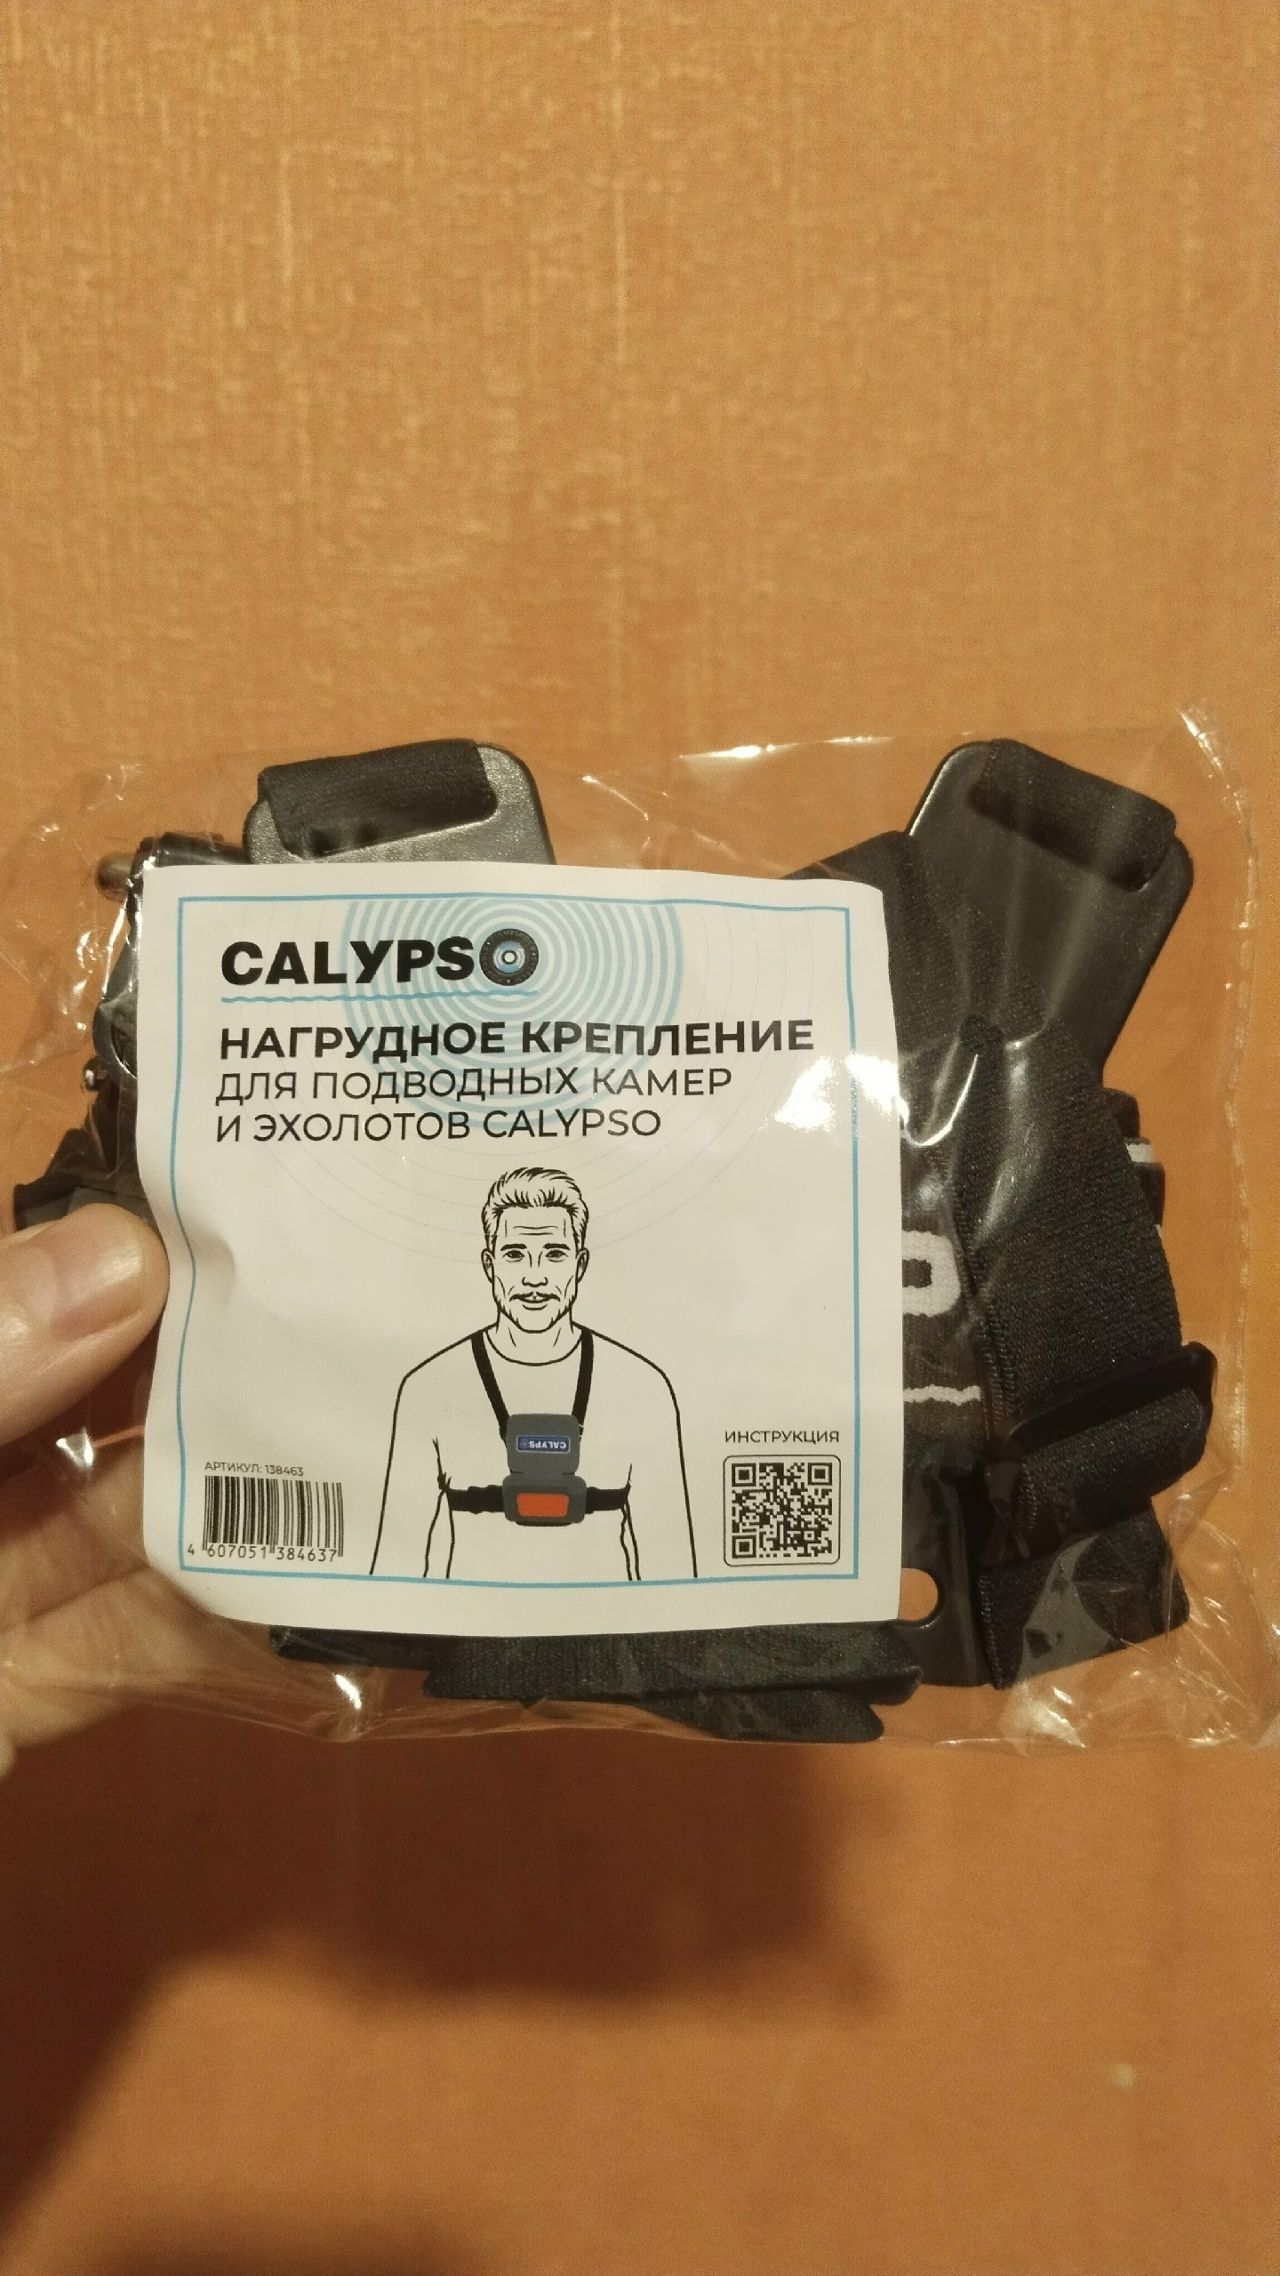 CALYPSO
НАГРУДНОЕ КРЕПЛЕНИЕ
ДЛЯ ПОДВОДНЫХ КАМЕР
И ЭХОЛОТОВ CALYPSO
CALYPSO
ИНСТРУКЦИЯ
АРТИКУЛ: 138463
4 607051 384637